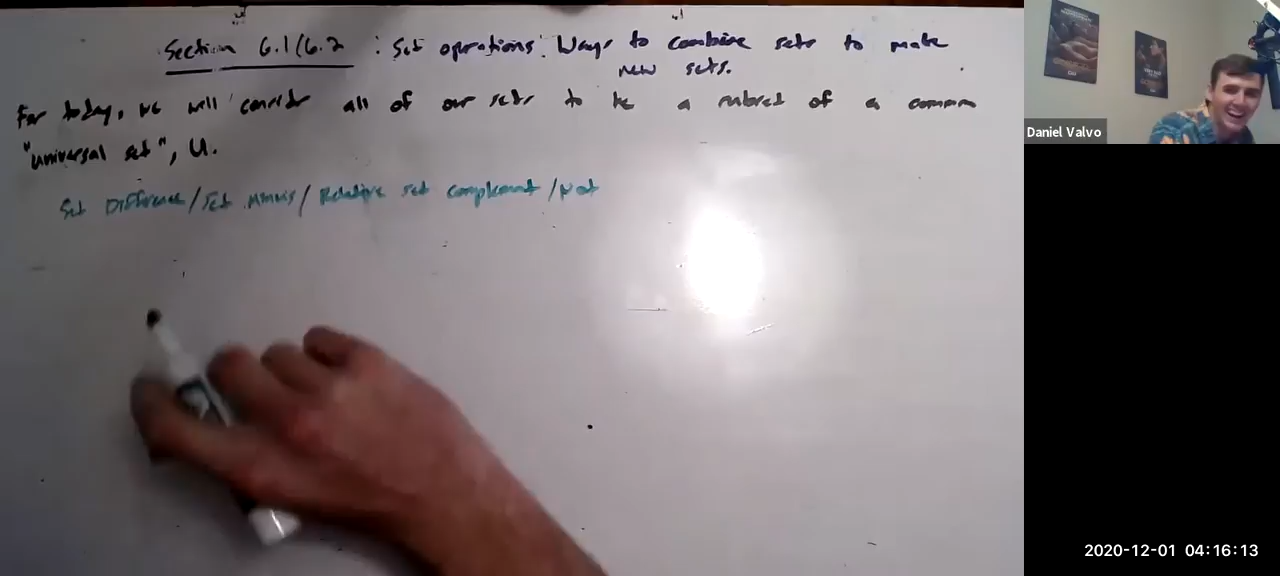 Section 6.1/6.2 : Set operations: Ways to combine sets to make
new sets.
For today, we will consider all of our sets to be a subset of a common
"universal set", U.
Set Difference/Set Minus/Relative set complement/Not
Daniel Valvo
2020-12-01 04:16:13